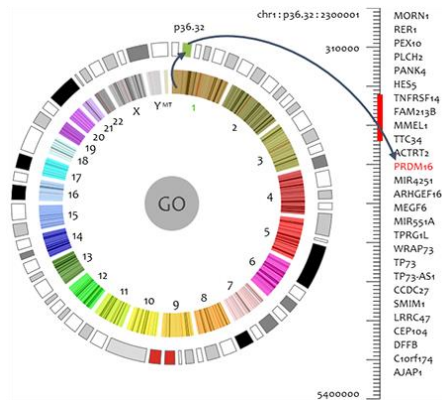 p36.32
chr1 : p36.32 : 2300001
310000
MORN1
RER1
PEX10
PLCH2
PANK4
HES5
TNFRSF14
FAM213B
MMEL1
TTC34
ACTRT2
PRDM16
MIR4251
ARHGEF16
MEGF6
MIR551A
TPRG1L
WRAP73
TP73
TP73-AS1
CCDC27
SMIM1
LRRC47
CEP104
DFFB
C1orf174
AJAP1
5400000
1
2
3
4
5
6
7
8
9
10
11
12
13
14
15
16
17
18
19
20
21
22
X
Y
MT
GO